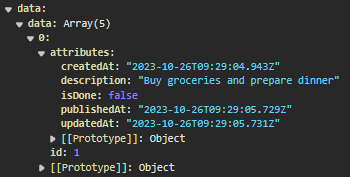 ▼ data:
▼ data: Array(5)
▼ 0:
▼ attributes:
createdAt: "2023-10-26T09:29:04.943Z"
description: "Buy groceries and prepare dinner"
isDone: false
publishedAt: "2023-10-26T09:29:05.729Z"
updatedAt: "2023-10-26T09:29:05.731Z"
▶ [[Prototype]]: Object
id: 1
▶ [[Prototype]]: Object